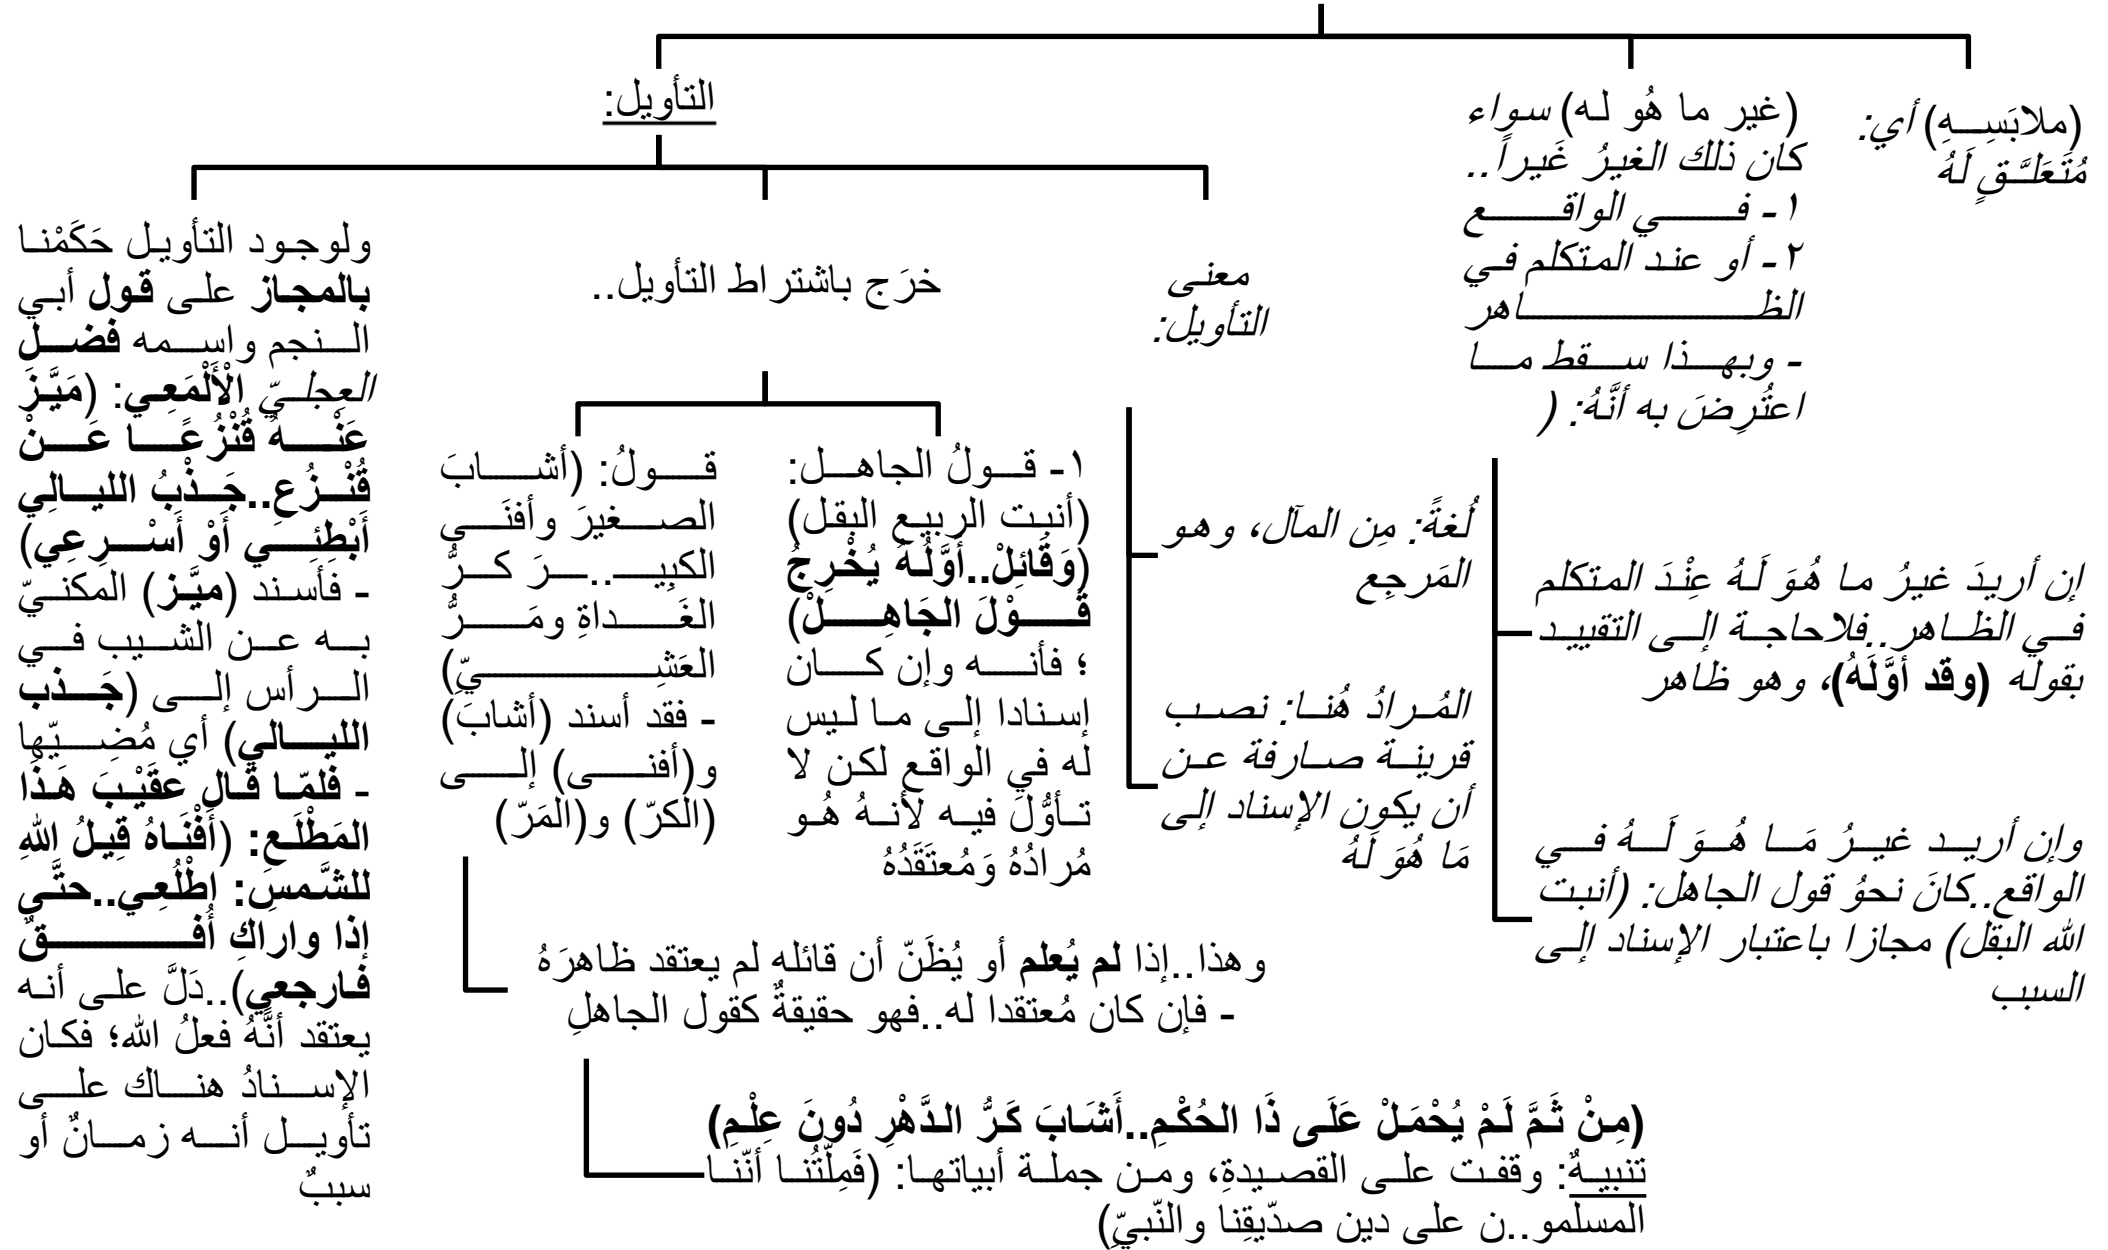 (ملابَسِهِ) أي:
مُتَعَلَّقٍ لَهُ
(غير ما هُو له) سواء
كان ذلك الغيرُ غَيراً..
١- في الواقع
٢- أو عند المتكلم في
الظاهر
- وبهذا سقط ما
اعتُرِضَ به أنَّهُ: (
إن أريدَ غيرُ ما هُوَ لَهُ عِنْدَ المتكلم
في الظاهر..فلاحاجة إلى التقييد
بقوله (وقد أوَّلَهُ)، وهو ظاهر
وإن أريد غيرُ مَا هُوَ لَهُ في
الواقع..كانَ نحوُ قول الجاهل: (أنبت
الله البقل) مجازا باعتبار الإسناد إلى
السبب
التأويل:
معنى
التأويل:
لُغةً: مِن المآل، وهو
المَرجِع
المُرادُ هُنا: نصب
قرينة صارفة عن
أن يكون الإسناد إلى
مَا هُوَ لَهُ
خرَج باشتراط التأويل..
١- قولُ الجاهل:
(أنبت الربيع البقل)
(وَقَائِلْ..أَوَّلُهُ يُخْرِجُ
قَوْلَ الجَاهِلْ)
؛ فأنه وإن كان
إسنادا إلى ما ليس
له في الواقع لكن لا
تأوُّلَ فيه لأنهُ هُو
مُرادُهُ وَمُعتَقَدُهُ
قولُ: (أشابَ
الصغيرَ وأفنَى
الكبِيـ..ـرَ كرُّ
الغَداةِ ومَرُّ
العَشِيّ)
- فقد أسند (أشابَ)
و(أفنى) إلى
(الكرّ) و(المَرّ)
وهذا..إذا لم يُعلم أو يُظَنّ أن قائله لم يعتقد ظاهرَهُ
- فإن كان مُعتقدا له..فهو حقيقةٌ كقول الجاهلِ
(مِنْ ثَمَّ لَمْ يُحْمَلْ عَلَى ذَا الحُكْمِ..أَشَابَ كَرُّ الدَّهْرِ دُونَ عِلْمِ)
تنبيهٌ: وقفت على القصيدةِ، ومن جملة أبياتها: (فَمِلّتُنا أنّنا
المسلمو..ن على دين صدّيقِنا والنّبيِّ)
ولوجود التأويل حَكَمْنا
بالمجاز على قول أبي
النجم واسمه فضل
العِجليّ الْأَلْمَعِي: (مَيَّزَ
عَنْهُ قُنْزُعًا عَنْ
قُنْزُعِ..جَذْبُ الليالِي
أَبْطِئِي أَوْ أَسْرِعِي)
- فأسند (ميَّز) المكنيّ
به عن الشيب في
الرأس إلى (جَذب
الليالي) أي مُضِيّها
- فلمّا قال عقَيْبَ هَذَا
المَطْلَعِ: (أَفْنَاهُ قِيلُ اللهِ
للشَّمسِ: اطْلُعِي..حتَّى
إذا واراكِ أُفقٌ
فارجعي)..دَلَّ على أنه
يعتقد أنَّهُ فعلُ الله؛ فكان
الإسنادُ هناك على
تأويل أنه زمانٌ أو
سببٌ